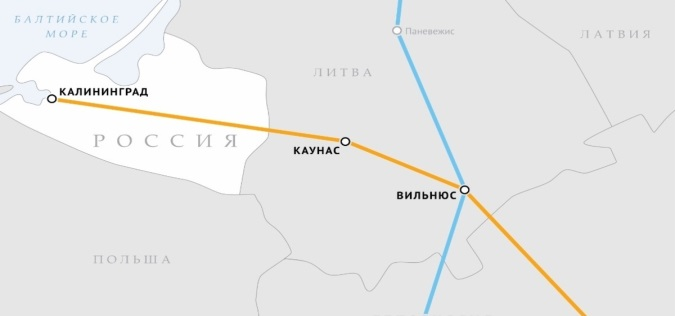 БАЛТИЙСКОЕ
МОРЕ
Паневежис
ЛАТВИЯ
ЛИТВА
КАЛИНИНГРАД
РОССИЯ
КАУНАС
ВИЛЬНЮС
ПОЛЬША